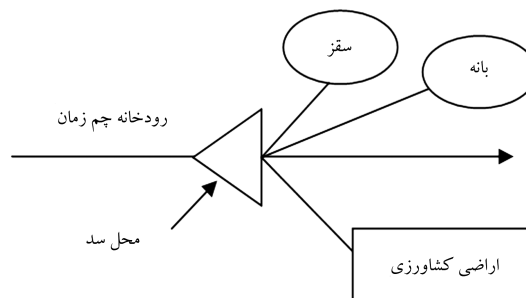 سقز
بانه
رودخانه چم زمان
محل سد
اراضی کشاورزی